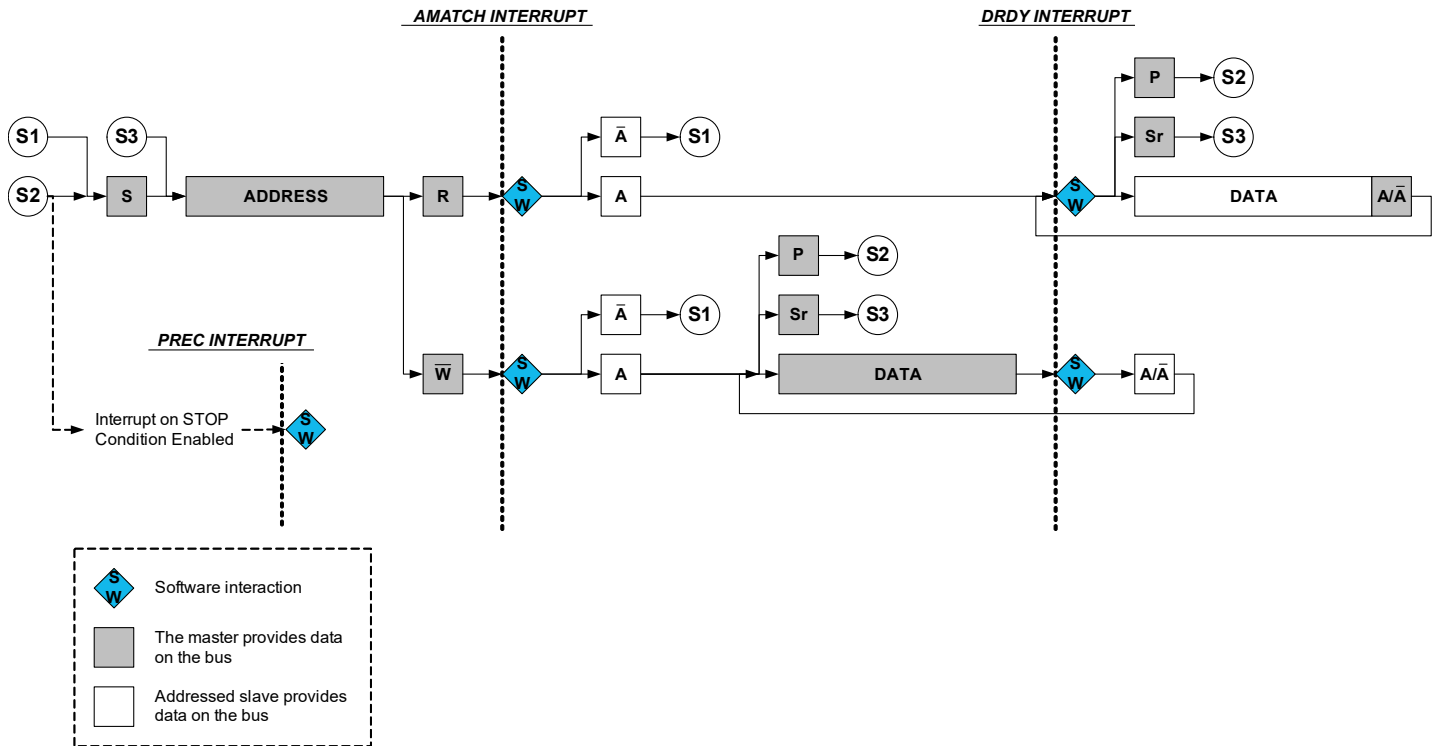 AMATCH INTERRUPT
DRDY INTERRUPT
P
S2
S1
S3
A̅
S1
Sr
S3
S2
S
ADDRESS
R
S
W
A
S
W
DATA
A/A̅
P
S2
A̅
S1
Sr
S3
PREC INTERRUPT
W̅
S
W
A
DATA
S
W
A/A̅
Interrupt on STOP
Condition Enabled
S
W
S
W
Software interaction
The master provides data
on the bus
Addressed slave provides
data on the bus